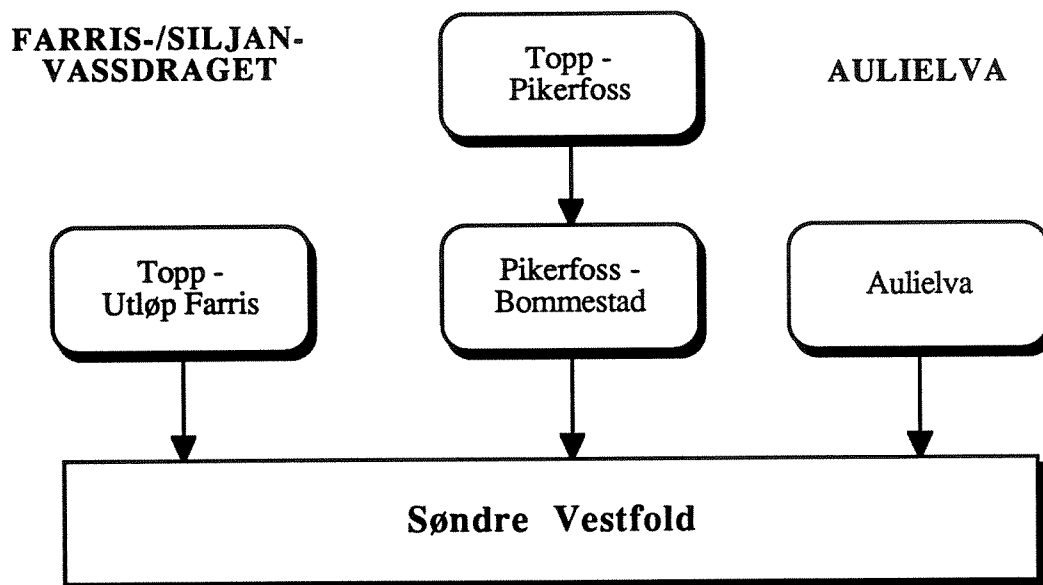 FARRIS-/SILJAN-
VASSDRAGET
Topp -
Pikerfoss
AULIELVA
Topp -
Utløp Farris
Pikerfoss -
Bommestad
Aulielva
Søndre Vestfold